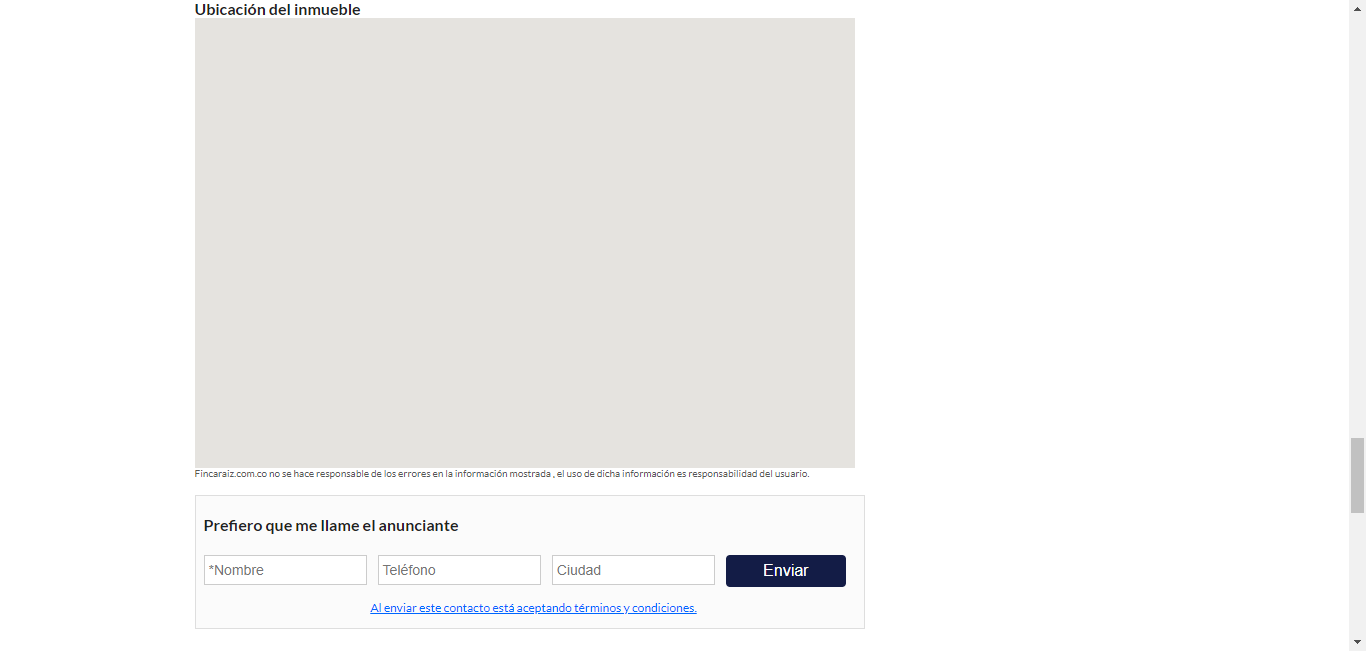 Ubicación del inmueble
Fincaraiz.com.co no se hace responsable de los errores en la información mostrada , el uso de dicha información es responsabilidad del usuario.
Prefiero que me llame el anunciante
*Nombre Teléfono Ciudad Enviar
Al enviar este contacto está aceptando términos y condiciones.